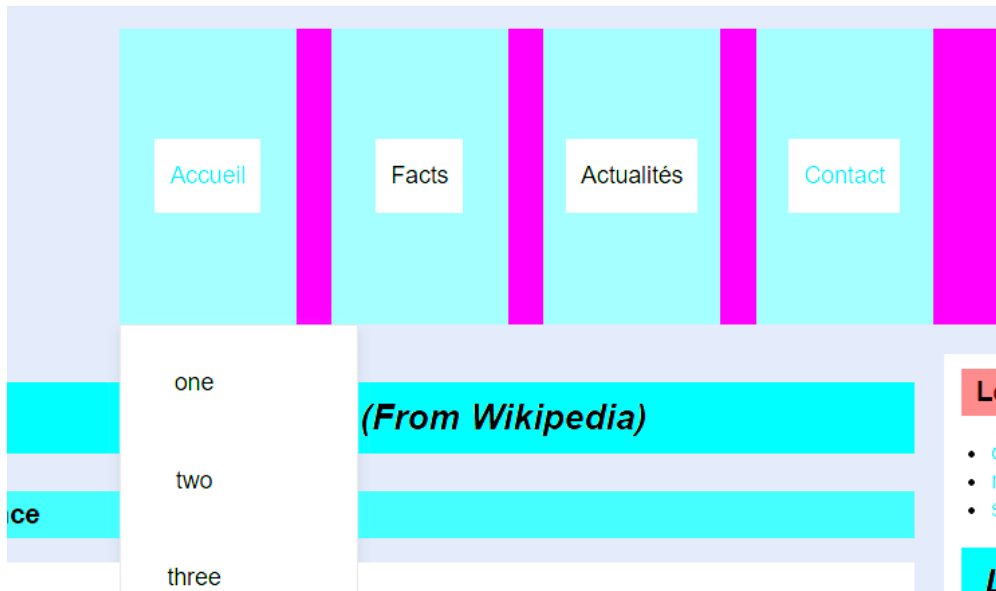 Accueil Facts Actualités Contact
one
(From Wikipedia)
two
three